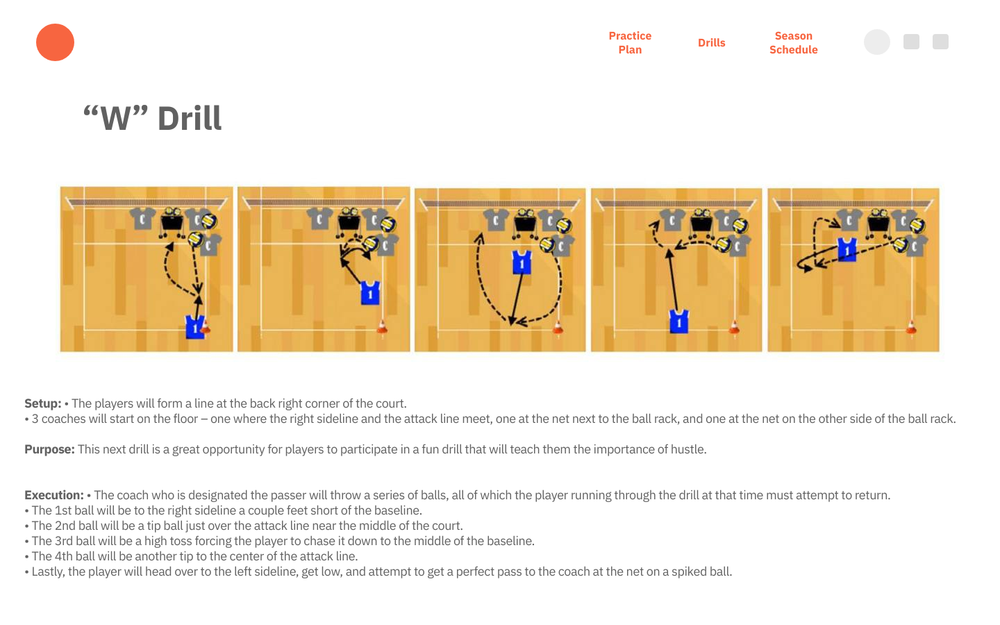 Practice
Plan
Drills
Season
Schedule
“W” Drill
C C C 1
C C C 1
C C C 1
C C C 1
C C C 1
Setup: • The players will form a line at the back right corner of the court.
• 3 coaches will start on the floor – one where the right sideline and the attack line meet, one at the net next to the ball rack, and one at the net on the other side of the ball rack.
Purpose: This next drill is a great opportunity for players to participate in a fun drill that will teach them the importance of hustle.
Execution: • The coach who is designated the passer will throw a series of balls, all of which the player running through the drill at that time must attempt to return.
• The 1st ball will be to the right sideline a couple feet short of the baseline.
• The 2nd ball will be a tip ball just over the attack line near the middle of the court.
• The 3rd ball will be a high toss forcing the player to chase it down to the middle of the baseline.
• The 4th ball will be another tip to the center of the attack line.
• Lastly, the player will head over to the left sideline, get low, and attempt to get a perfect pass to the coach at the net on a spiked ball.